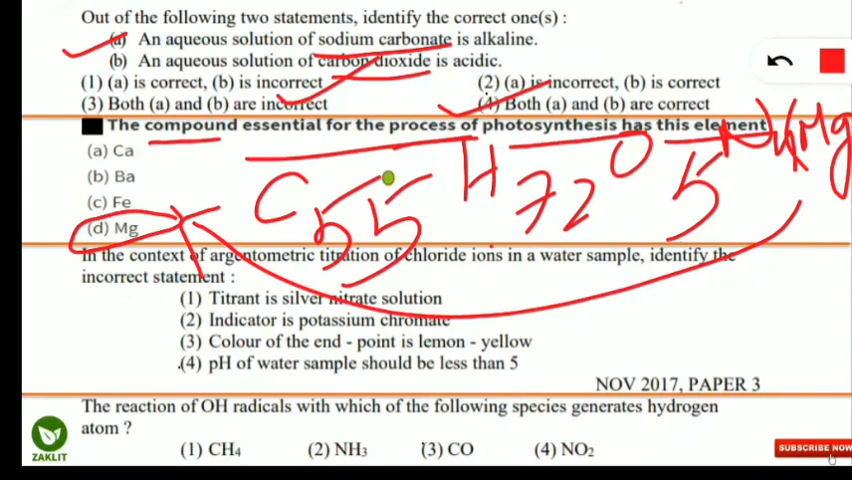 Out of the following two statements, identify the correct one(s) :
(a) An aqueous solution of sodium carbonate is alkaline.
(b) An aqueous solution of carbon dioxide is acidic.
(1) (a) is correct, (b) is incorrect (2) (a) is incorrect, (b) is correct
(3) Both (a) and (b) are incorrect (4) Both (a) and (b) are correct
The compound essential for the process of photosynthesis has this element
(a) Ca
(b) Ba
(c) Fe
(d) Mg
C55 H72 O5 N4 Mg
In the context of argentometric titration of chloride ions in a water sample, identify the
incorrect statement :
(1) Titrant is silver nitrate solution
(2) Indicator is potassium chromate
(3) Colour of the end - point is lemon - yellow
.(4) pH of water sample should be less than 5
NOV 2017, PAPER 3
The reaction of OH radicals with which of the following species generates hydrogen
atom ?
(1) CH4 (2) NH3 (3) CO (4) NO2
ZAKLIT
SUBSCRIBE NOW